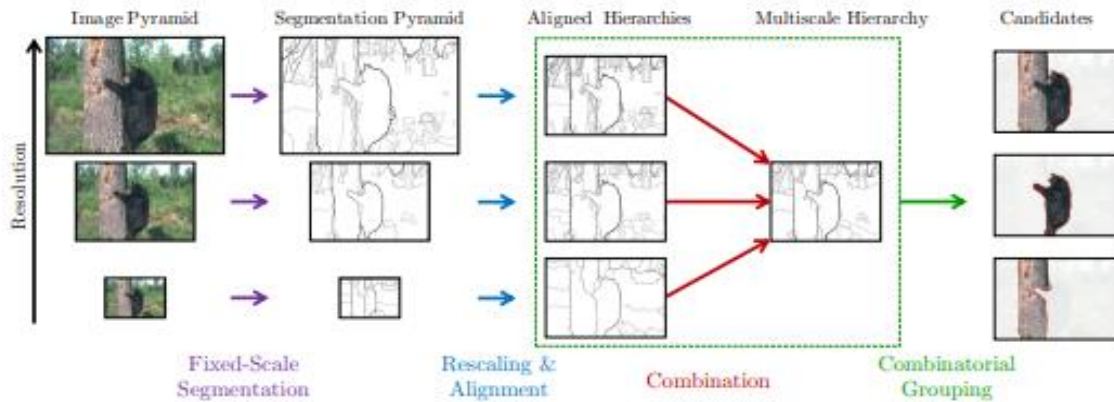 Image Pyramid
Segmentation Pyramid
Aligned Hierarchies
Multiscale Hierarchy
Candidates
Resolution
Fixed-Scale
Segmentation
Rescaling &
Alignment
Combination
Combinatorial
Grouping